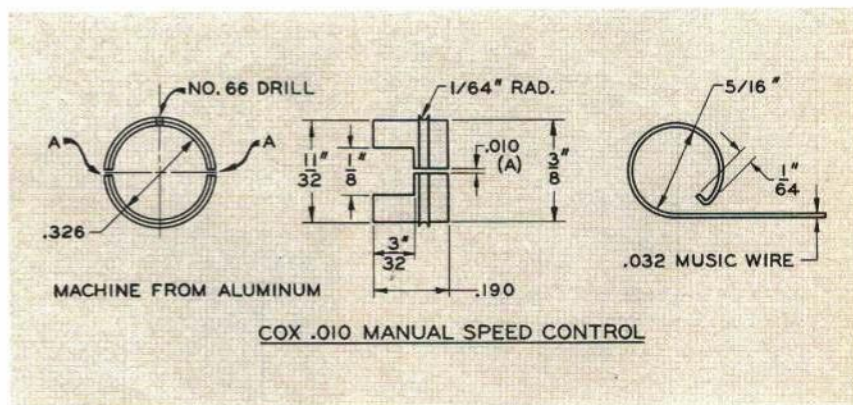 NO. 66 DRILL
A
A
.326
MACHINE FROM ALUMINUM
1/64" RAD.
11/32"
1/8"
.010
(A)
3/8"
3/32"
.190
5/16"
1/64"
.032 MUSIC WIRE
COX .010 MANUAL SPEED CONTROL